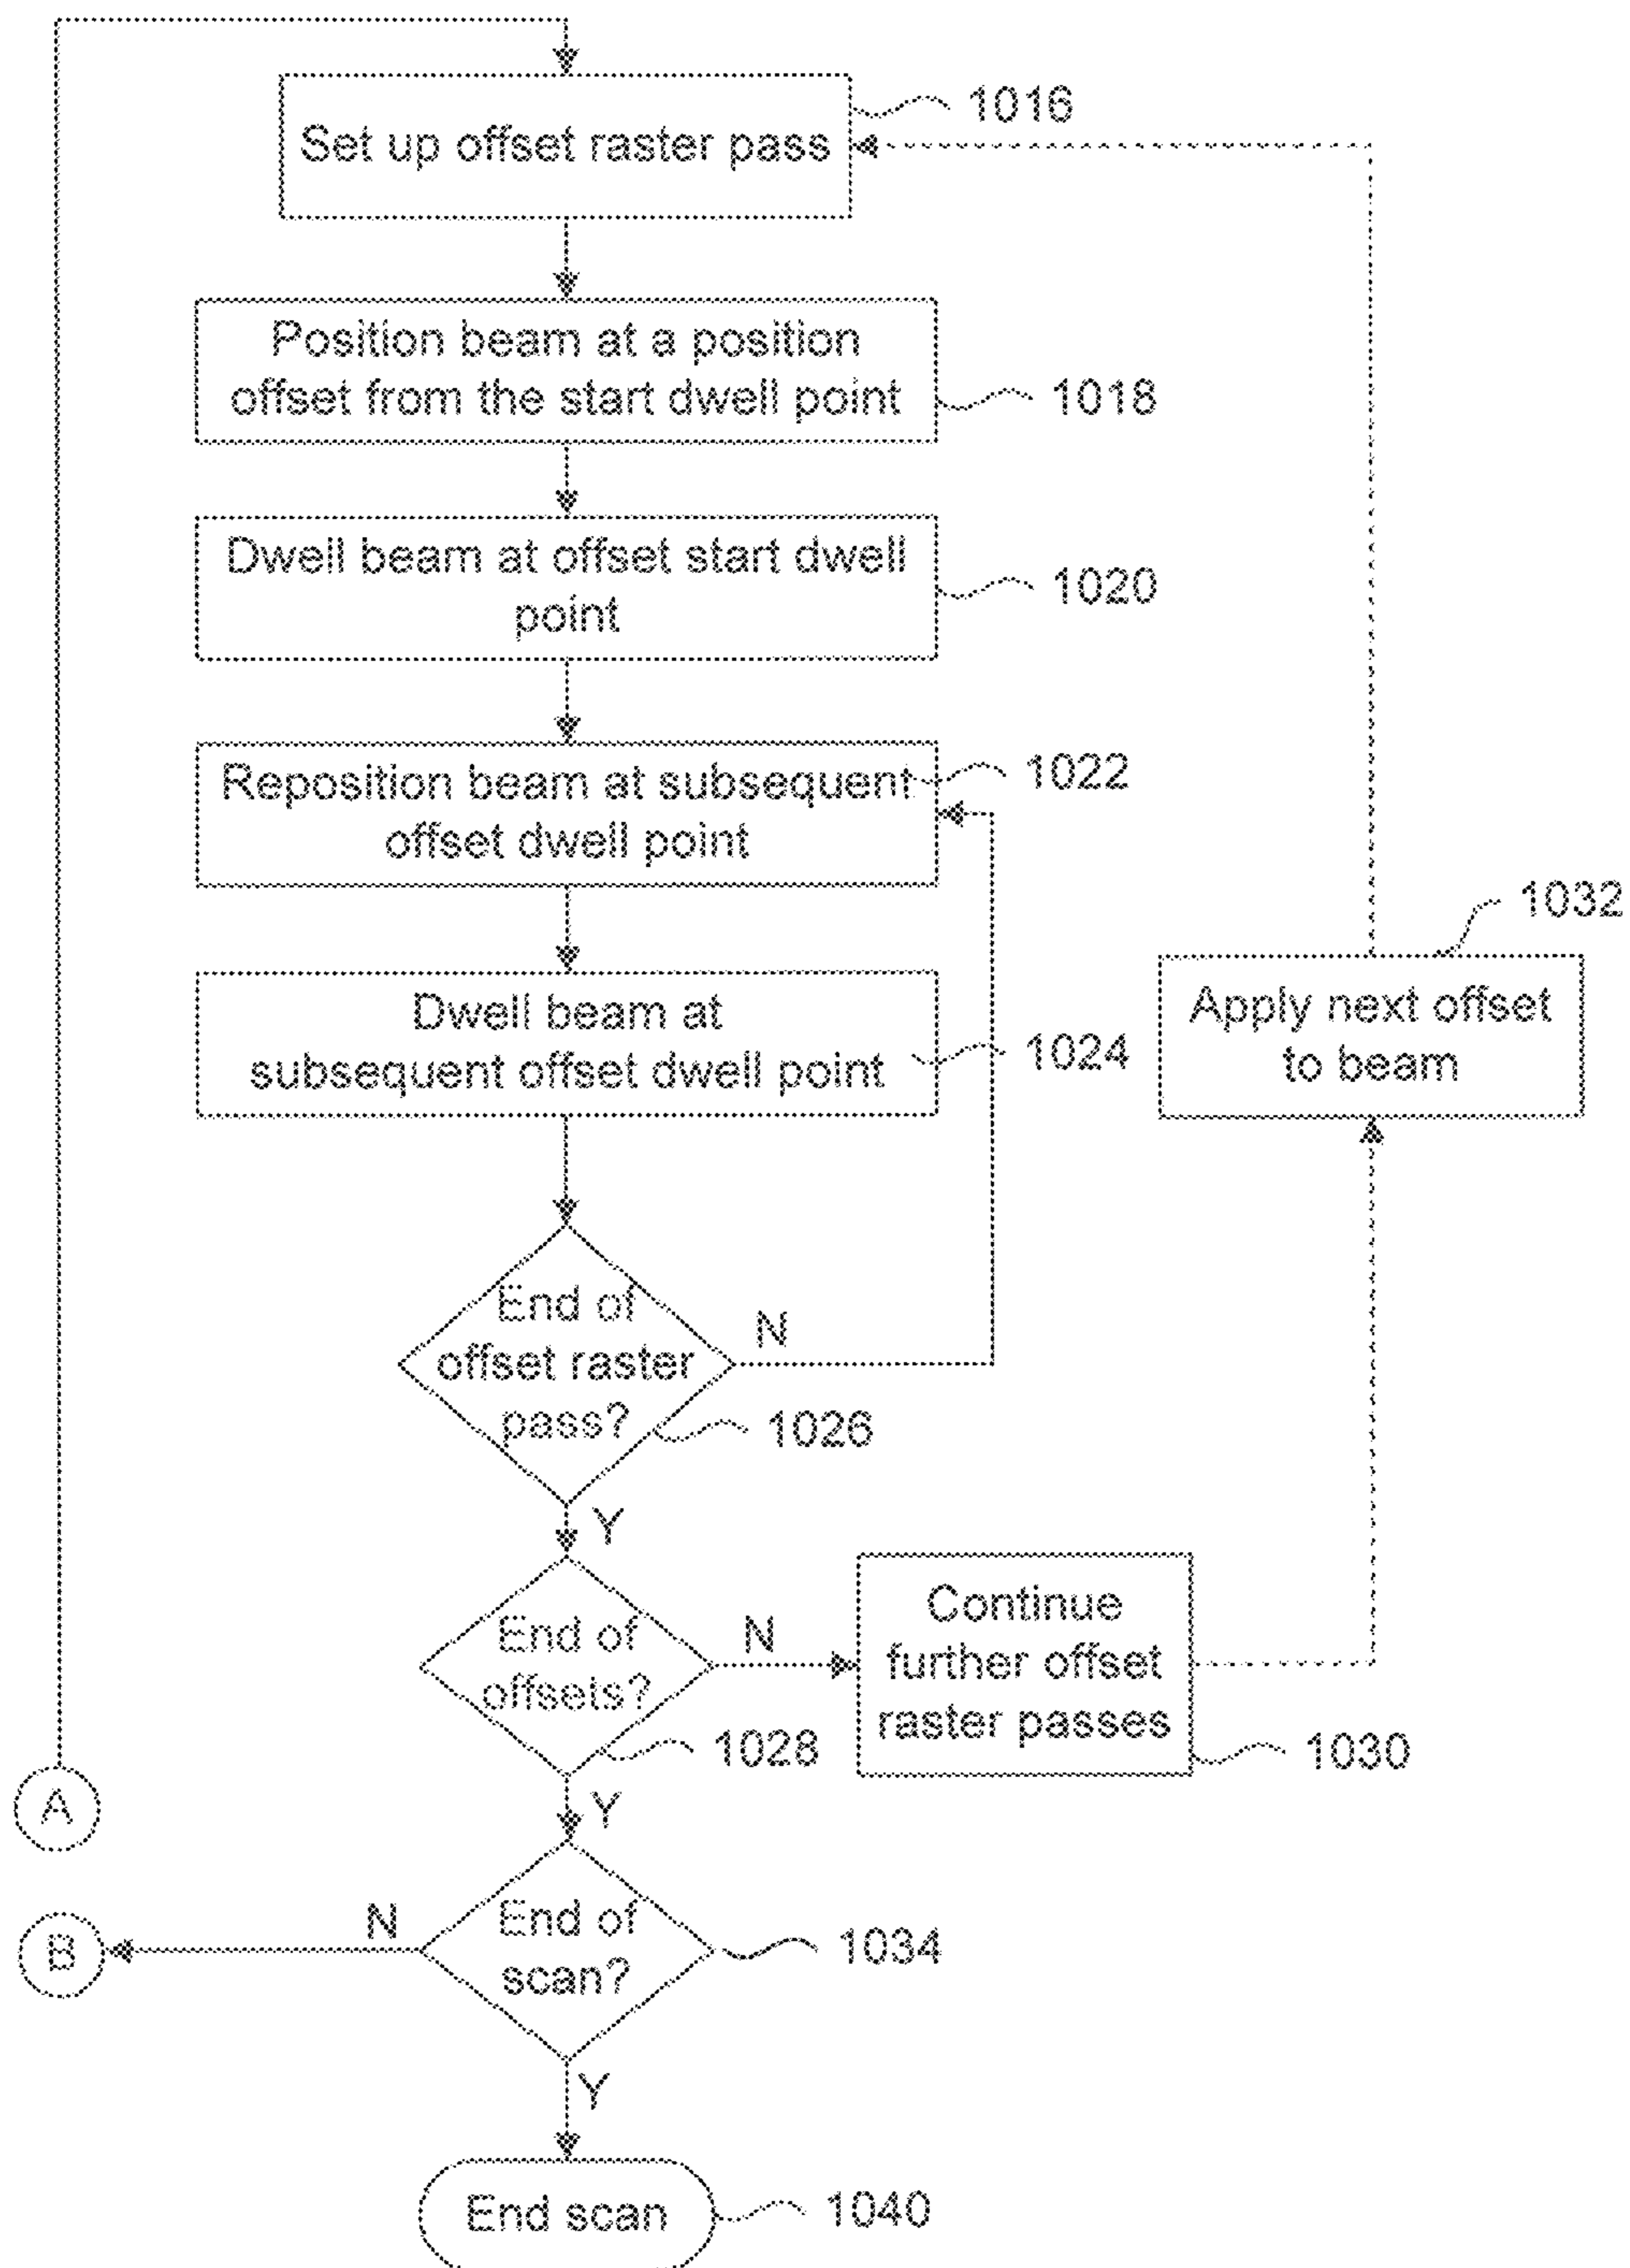 Set up offset raster pass
1016
Position beam at a position
offset from the start dwell point
1018
Dwell beam at offset start dwell
point
1020
Reposition beam at subsequent
offset dwell point
1022
Dwell beam at
subsequent offset dwell point
1024
1032
Apply next offset
to beam
End of
offset raster
pass?
N
1026
Y
End of
offsets?
N
1028
Continue
further offset
raster passes
1030
Y
A
B
N
End of
scan?
1034
Y
End scan
1040